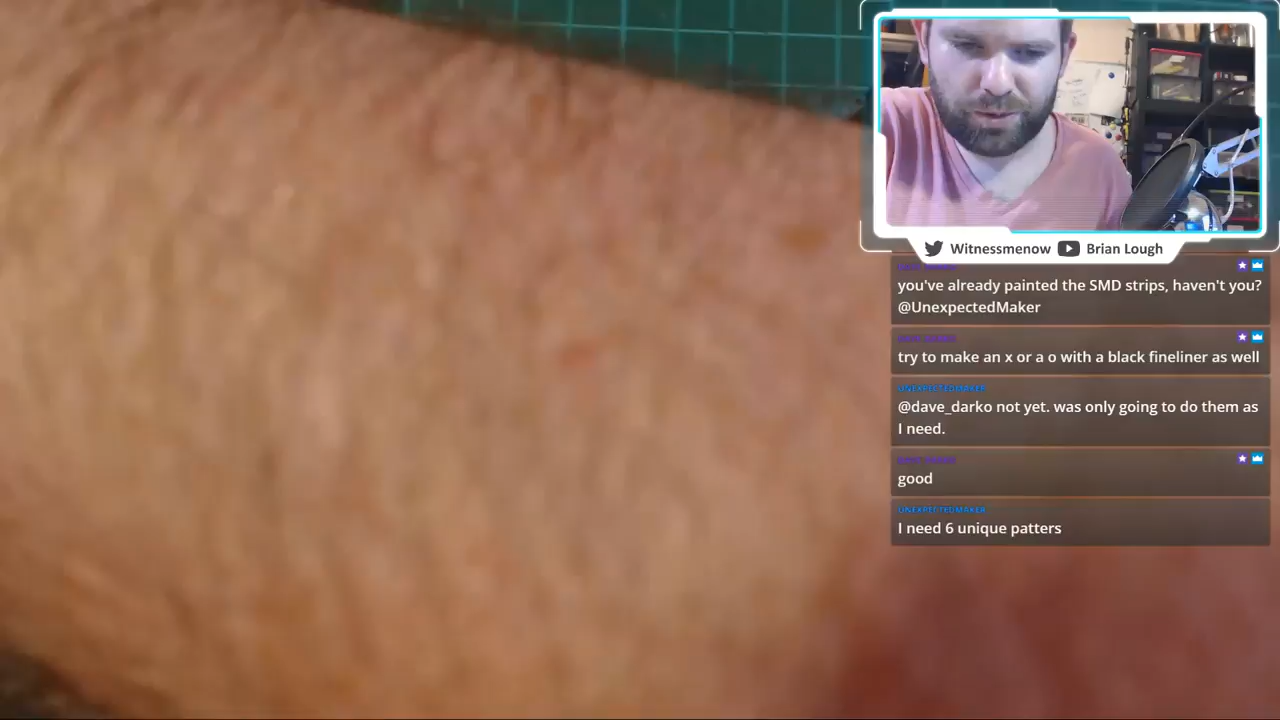 Witnessmenow Brian Lough
you've already painted the SMD strips, haven't you?
@UnexpectedMaker
try to make an x or a o with a black fineliner as well
UNEXPECTEDMAKER
@dave_darko not yet. was only going to do them as
I need.
good
UNEXPECTEDMAKER
I need 6 unique patters